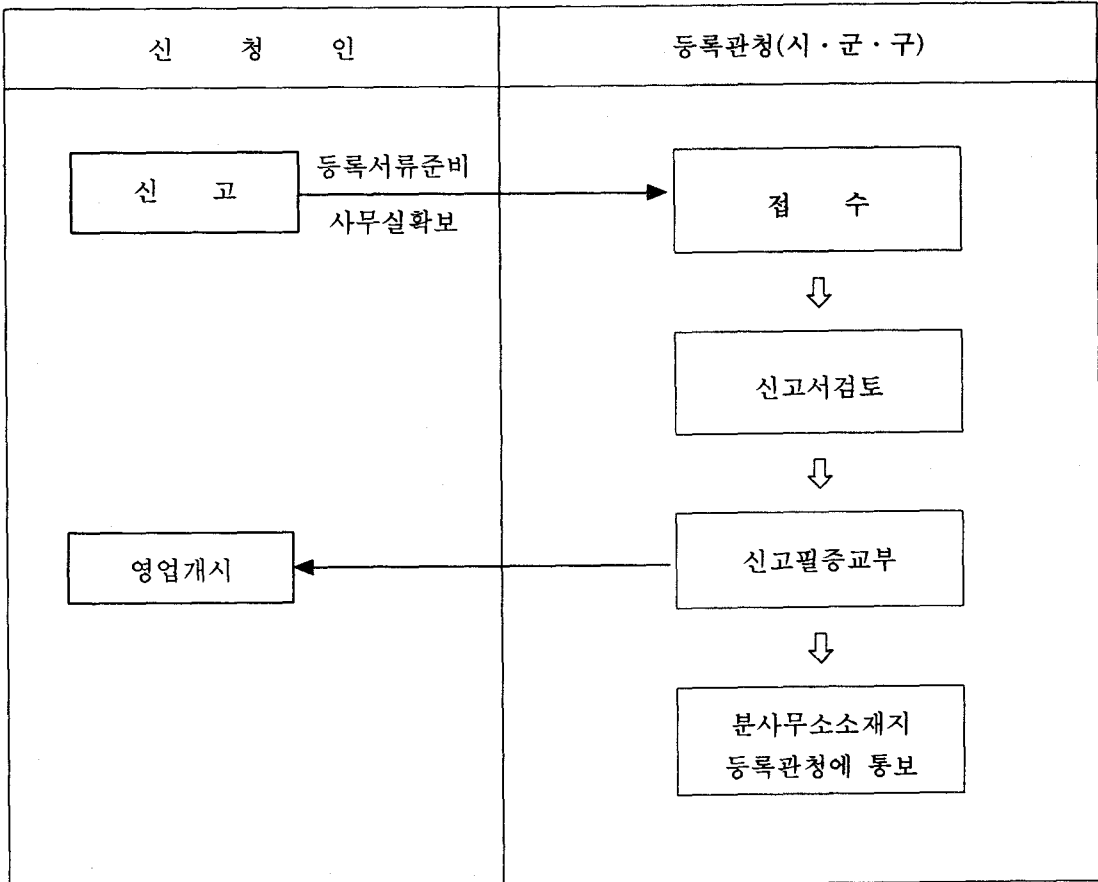 신 청 인
등록관청(시·군·구)
신 고
등록서류준비
사무실확보
접 수
신고서검토
영업개시
신고필증교부
분사무소소재지
등록관청에 통보